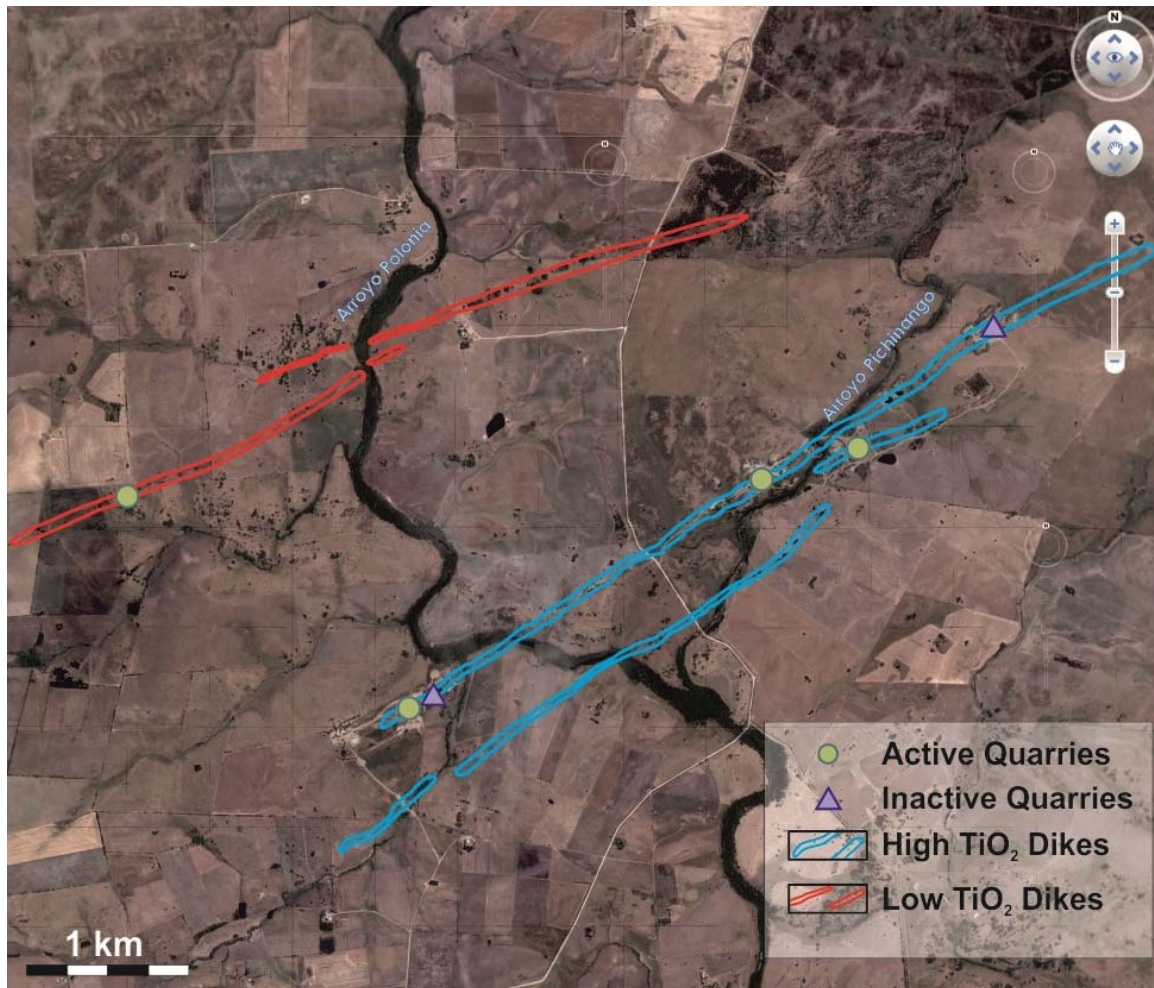 N
N
N
Arroyo Polonia
Arroyo Pichinango
N
Active Quarries
Inactive Quarries
High TiO₂ Dikes
Low TiO₂ Dikes
1 km